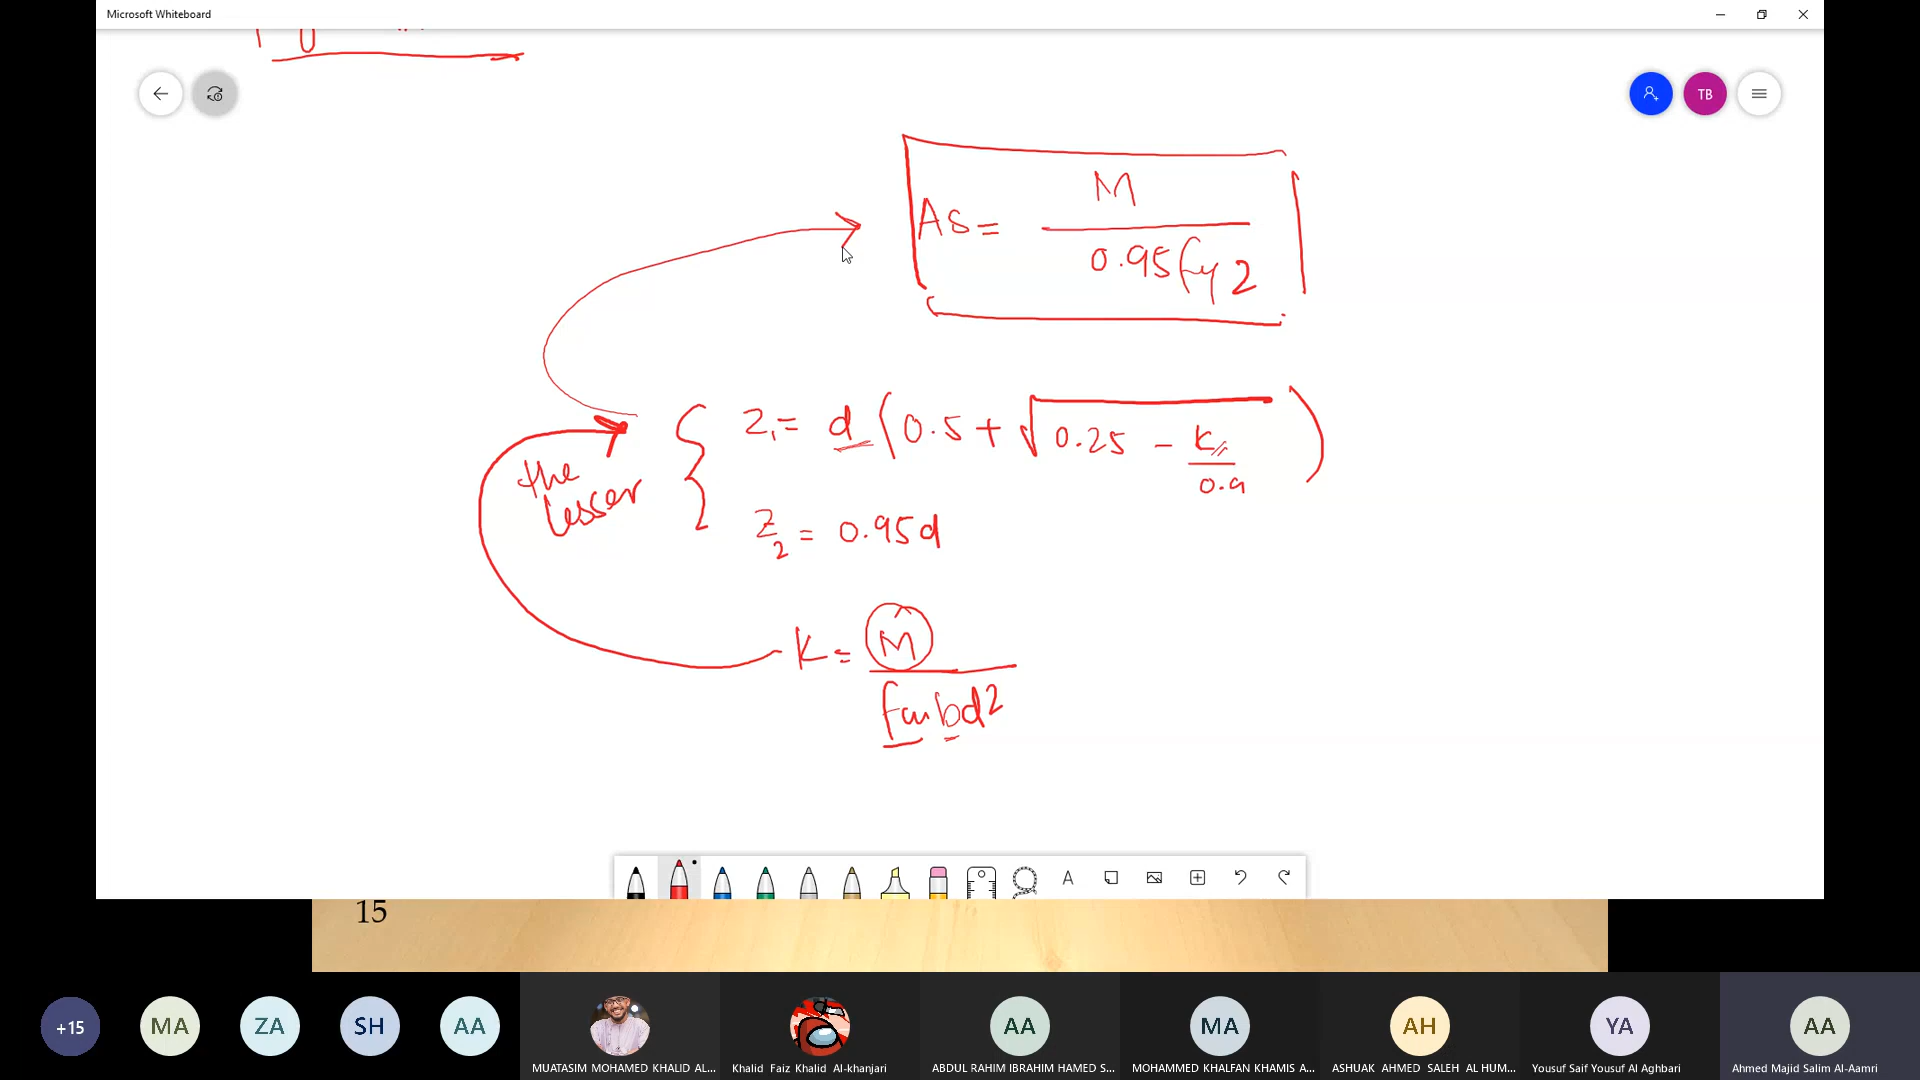 Microsoft Whiteboard
TB
As = M / 0.95 fy z
the lesser { z1 = d ( 0.5 + √ 0.25 - K / 0.9 )
z2 = 0.95d
K = M / fcu bd2
A
15
+15
MA
ZA
SH
AA
AA
MA
AH
YA
AA
MUATASIM MOHAMED KHALID AL...
Khalid Faiz Khalid Al-khanjari
ABDUL RAHIM IBRAHIM HAMED S...
MOHAMMED KHALFAN KHAMIS A...
ASHUAK AHMED SALEH AL HUM...
Yousuf Saif Yousuf Al Aghbari
Ahmed Majid Salim Al-Aamri